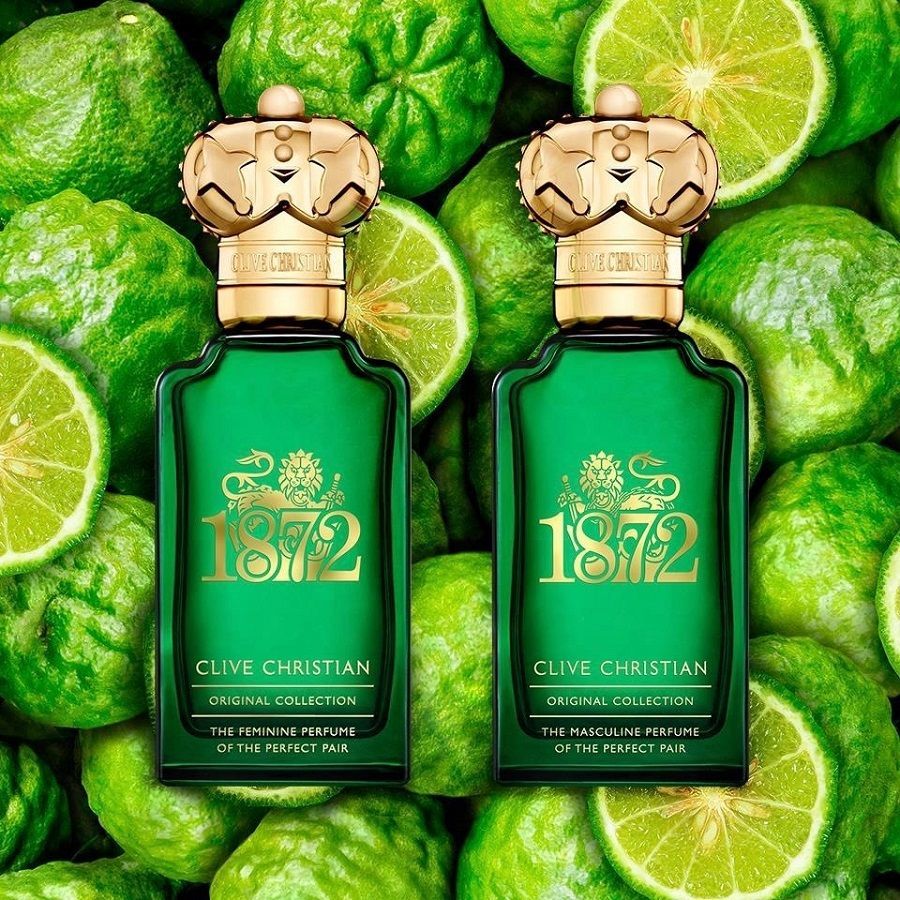 CLIVE CHRISTIAN
1872
CLIVE CHRISTIAN
ORIGINAL COLLECTION
THE FEMININE PERFUME
OF THE PERFECT PAIR
CLIVE CHRISTIAN
1872
CLIVE CHRISTIAN
ORIGINAL COLLECTION
THE MASCULINE PERFUME
OF THE PERFECT PAIR